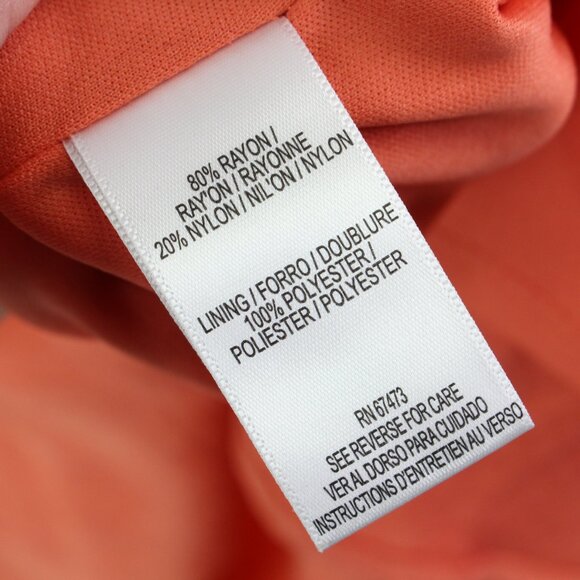 80% RAYON /
RAY'ON / RAYONNE
20% NYLON / NIL'ON / NYLON
LINING / FORRO / DOUBLURE
100% POLYESTER /
POLIESTER / POLYESTER
RN 67473
SEE REVERSE FOR CARE
VER AL DORSO PARA CUIDADO
INSTRUCTIONS D'ENTRETIEN AU VERSO